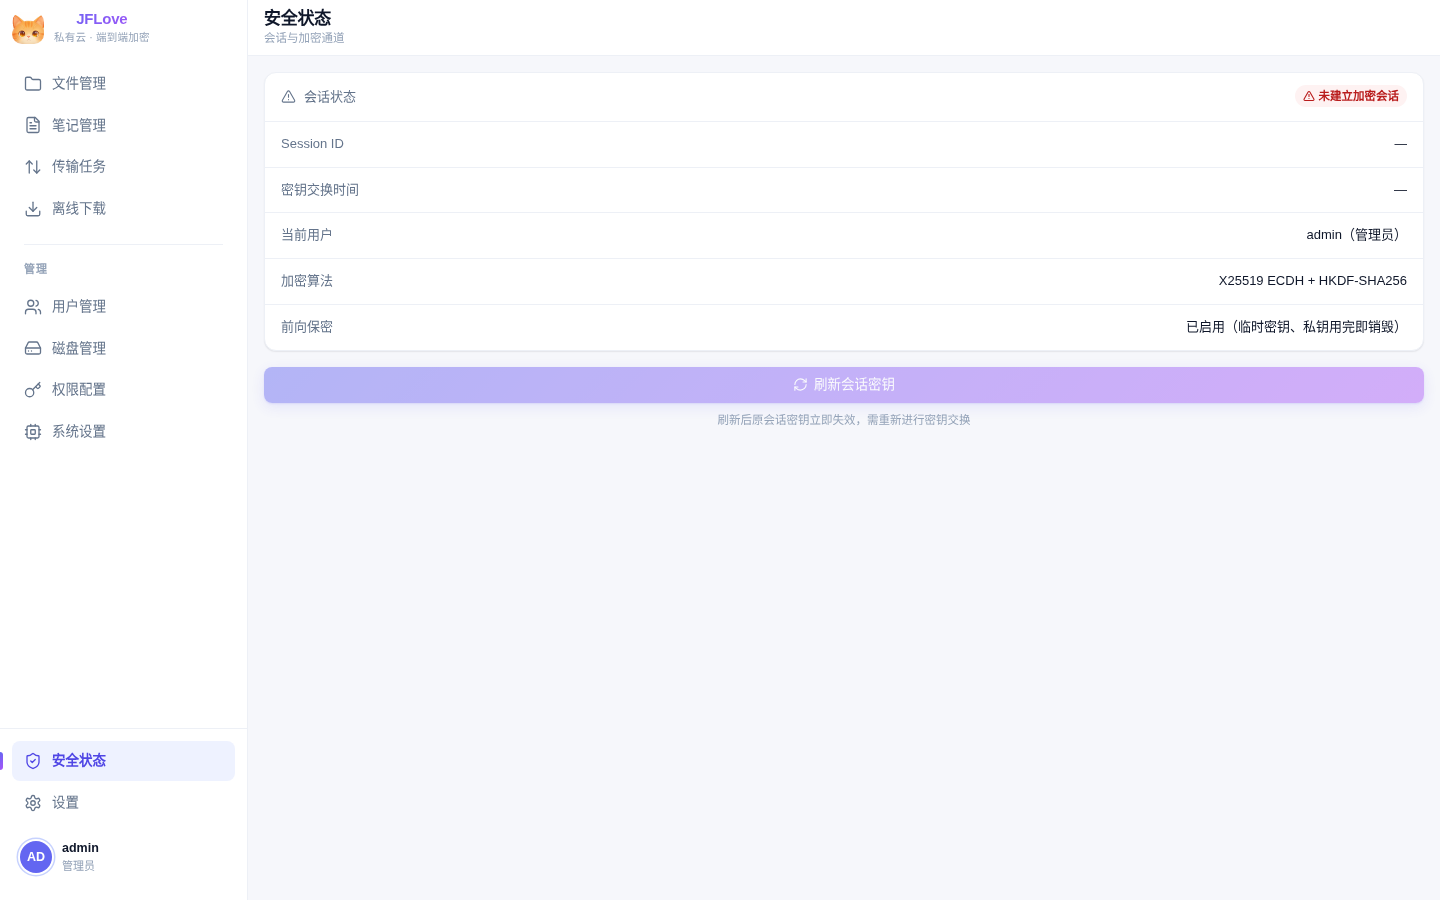 JFLove
私有云 · 端到端加密
文件管理
笔记管理
传输任务
离线下载
管理
用户管理
磁盘管理
权限配置
系统设置
安全状态
设置
AD
admin
管理员
安全状态
会话与加密通道
会话状态
未建立加密会话
Session ID
—
密钥交换时间
—
当前用户
admin（管理员）
加密算法
X25519 ECDH + HKDF-SHA256
前向保密
已启用（临时密钥、私钥用完即销毁）
刷新会话密钥
刷新后原会话密钥立即失效，需重新进行密钥交换